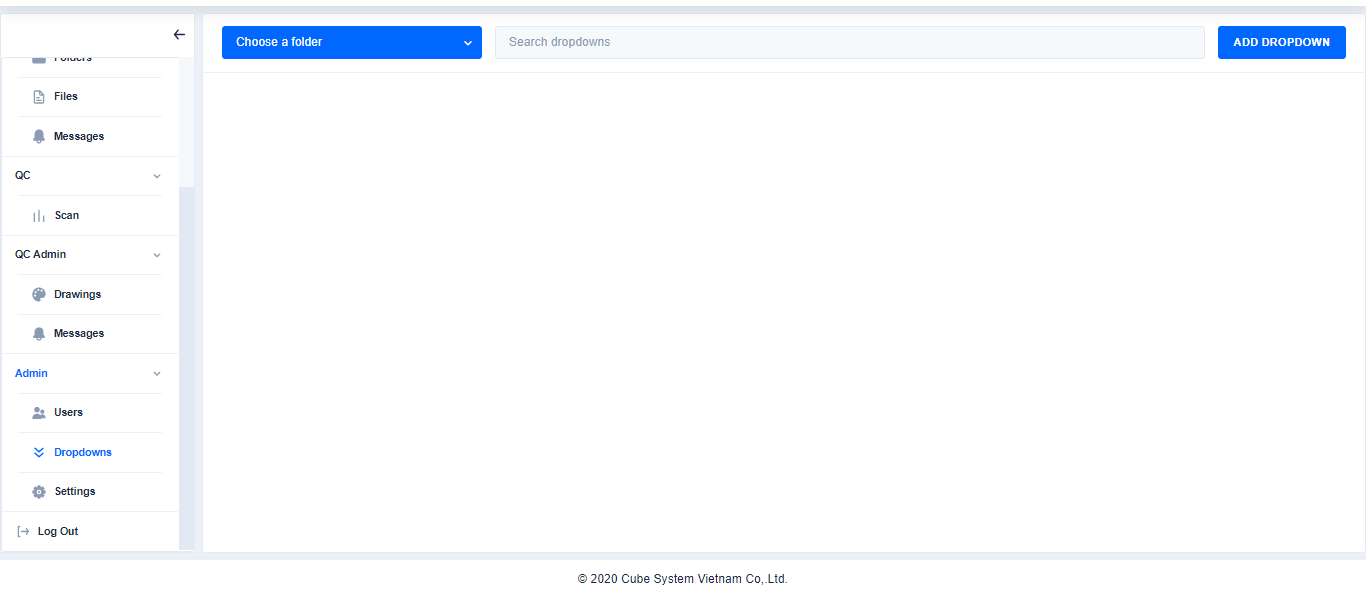 Choose a folder
Search dropdowns
ADD DROPDOWN
Folders
Files
Messages
QC
Scan
QC Admin
Drawings
Messages
Admin
Users
Dropdowns
Settings
Log Out
© 2020 Cube System Vietnam Co,.Ltd.